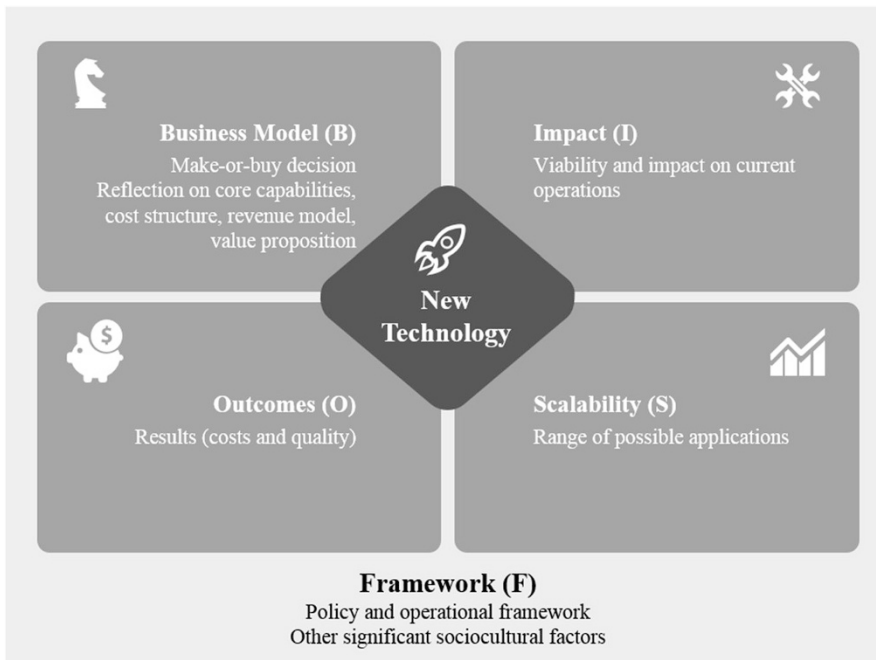 Business Model (B)
Make-or-buy decision
Reflection on core capabilities,
cost structure, revenue model,
value proposition
Impact (I)
Viability and impact on current
operations
New
Technology
$
Outcomes (O)
Results (costs and quality)
Scalability (S)
Range of possible applications
Framework (F)
Policy and operational framework
Other significant sociocultural factors